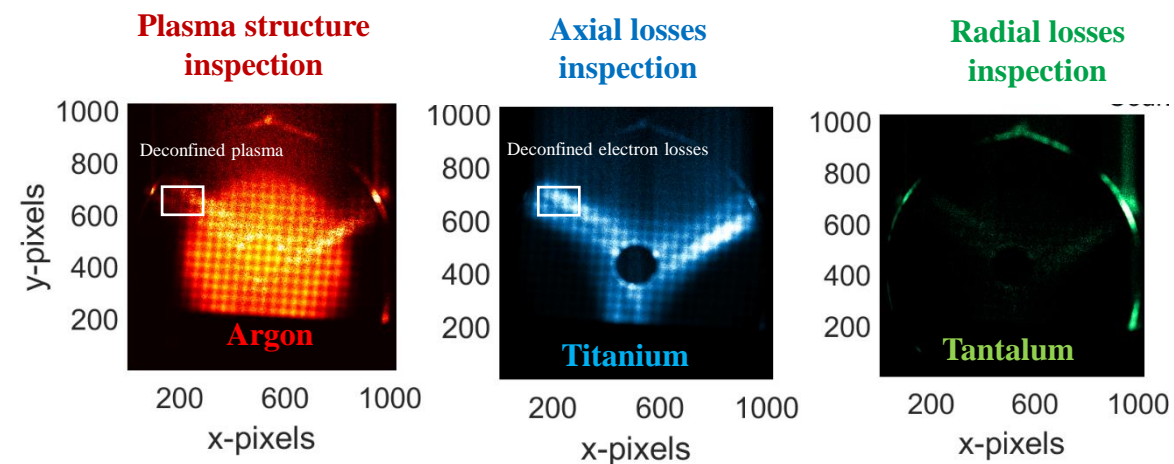 Plasma structure
inspection
Axial losses
inspection
Radial losses
inspection
y-pixels
1000
800
600
400
200
Deconfined plasma
Argon
200
600
1000
x-pixels
1000
800
600
400
200
Deconfined electron losses
Titanium
200
600
1000
x-pixels
1000
800
600
400
200
Tantalum
200
600
1000
x-pixels